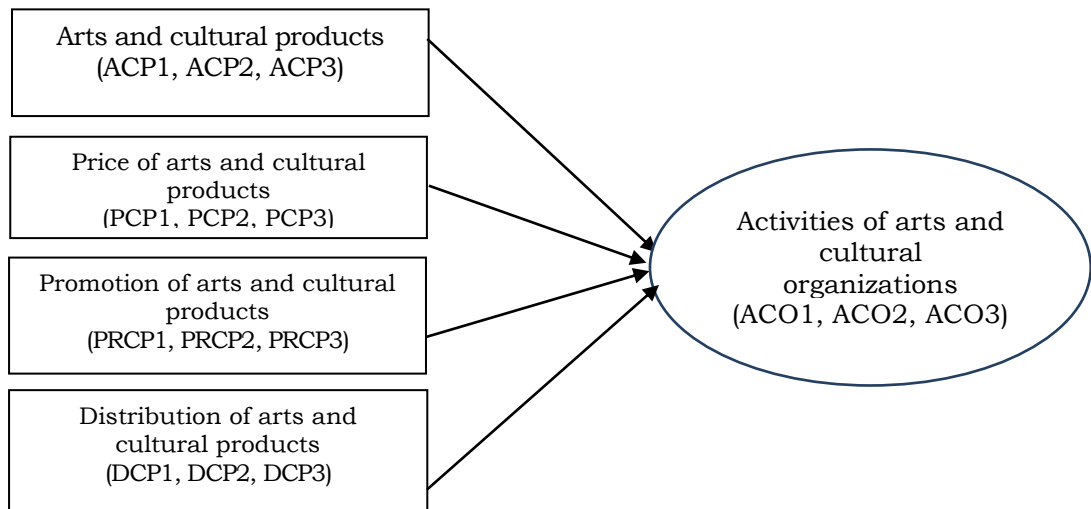 Arts and cultural products
(ACP1, ACP2, ACP3)
Price of arts and cultural
products
(PCP1, PCP2, PCP3)
Promotion of arts and cultural
products
(PRCP1, PRCP2, PRCP3)
Distribution of arts and
cultural products
(DCP1, DCP2, DCP3)
Activities of arts and
cultural
organizations
(ACO1, ACO2, ACO3)